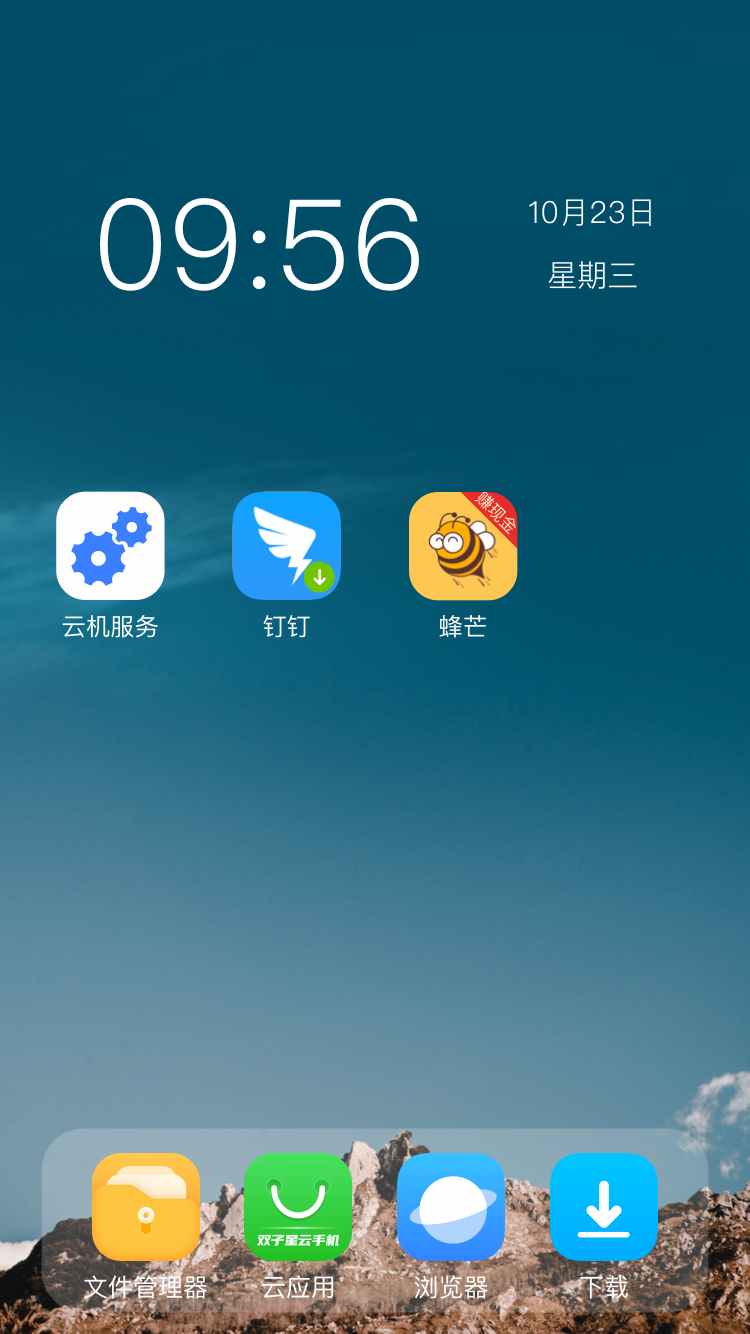 09:56
10月23日
星期三
赚现金
云机服务
钉钉
蜂芒
双子星云手机
文件管理器
云应用
浏览器
下载